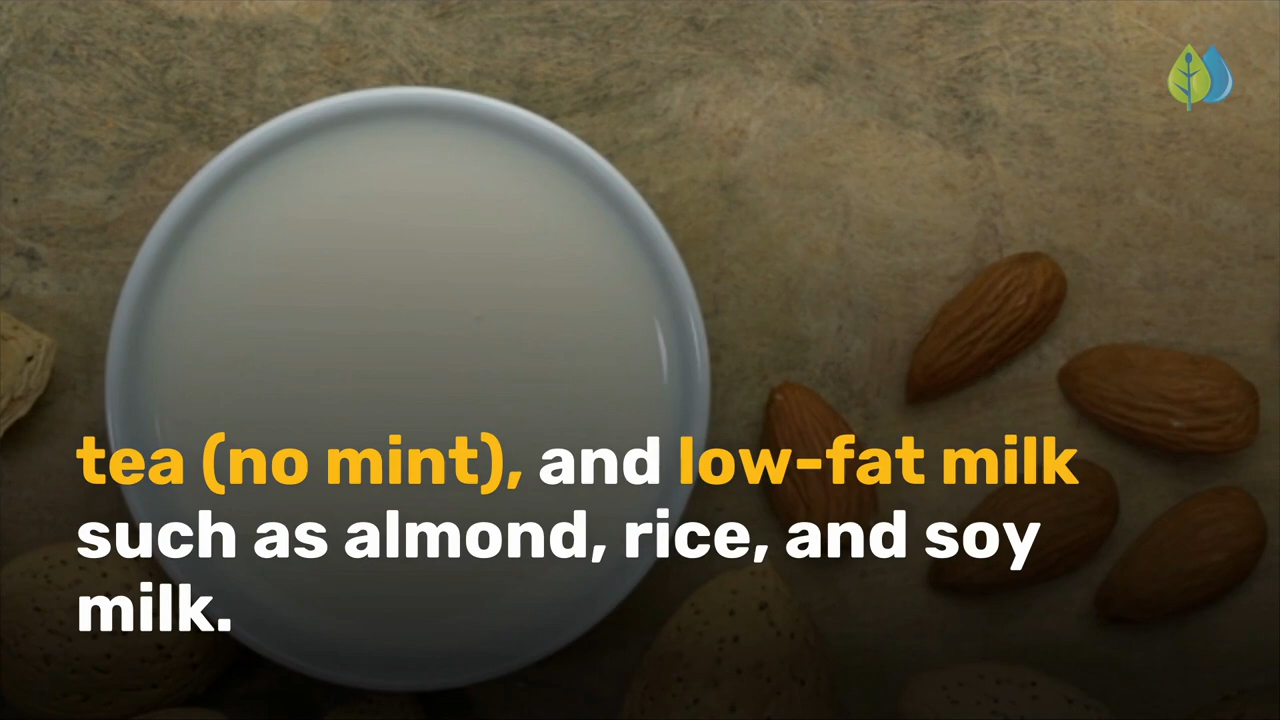 tea (no mint), and low-fat milk
such as almond, rice, and soy
milk.